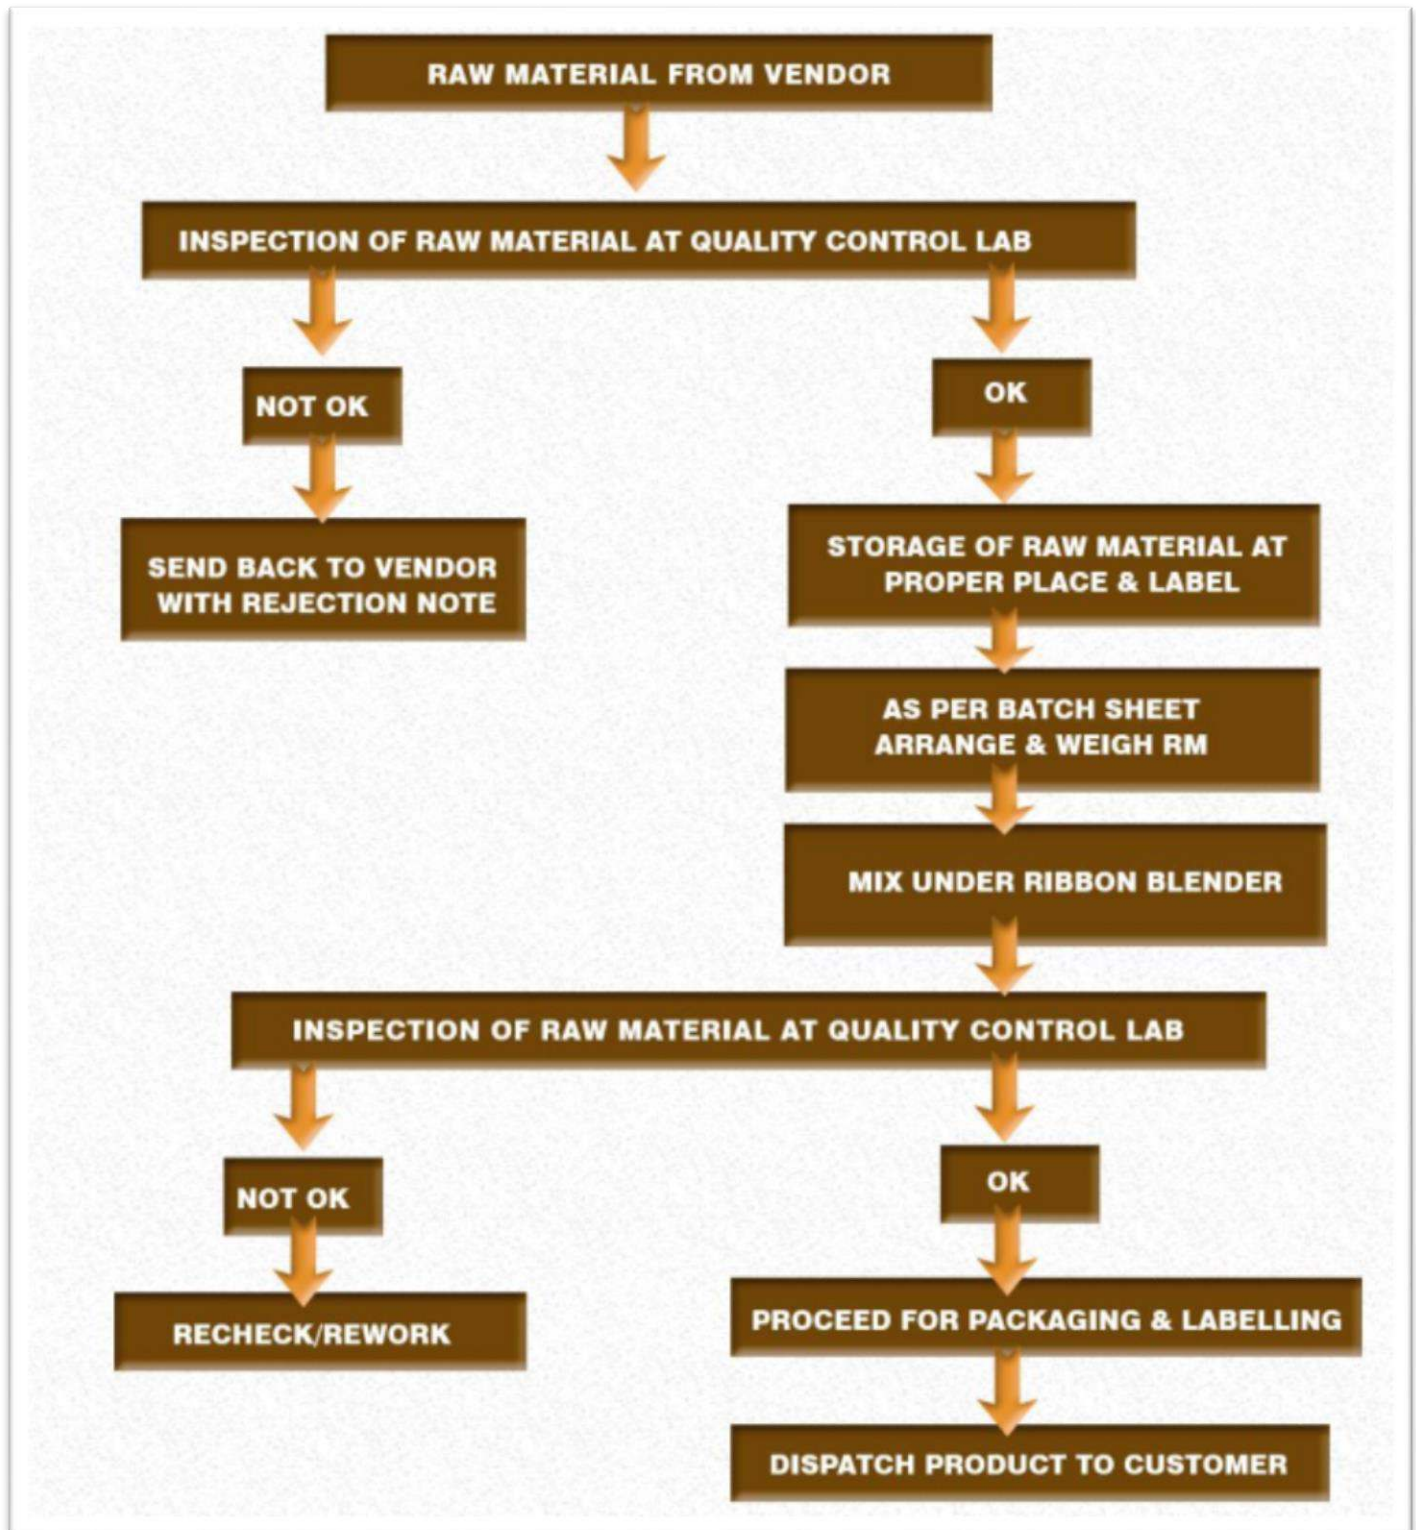 RAW MATERIAL FROM VENDOR
INSPECTION OF RAW MATERIAL AT QUALITY CONTROL LAB
NOT OK
OK
SEND BACK TO VENDOR
WITH REJECTION NOTE
STORAGE OF RAW MATERIAL AT
PROPER PLACE & LABEL
AS PER BATCH SHEET
ARRANGE & WEIGH RM
MIX UNDER RIBBON BLENDER
INSPECTION OF RAW MATERIAL AT QUALITY CONTROL LAB
NOT OK
OK
RECHECK/REWORK
PROCEED FOR PACKAGING & LABELLING
DISPATCH PRODUCT TO CUSTOMER